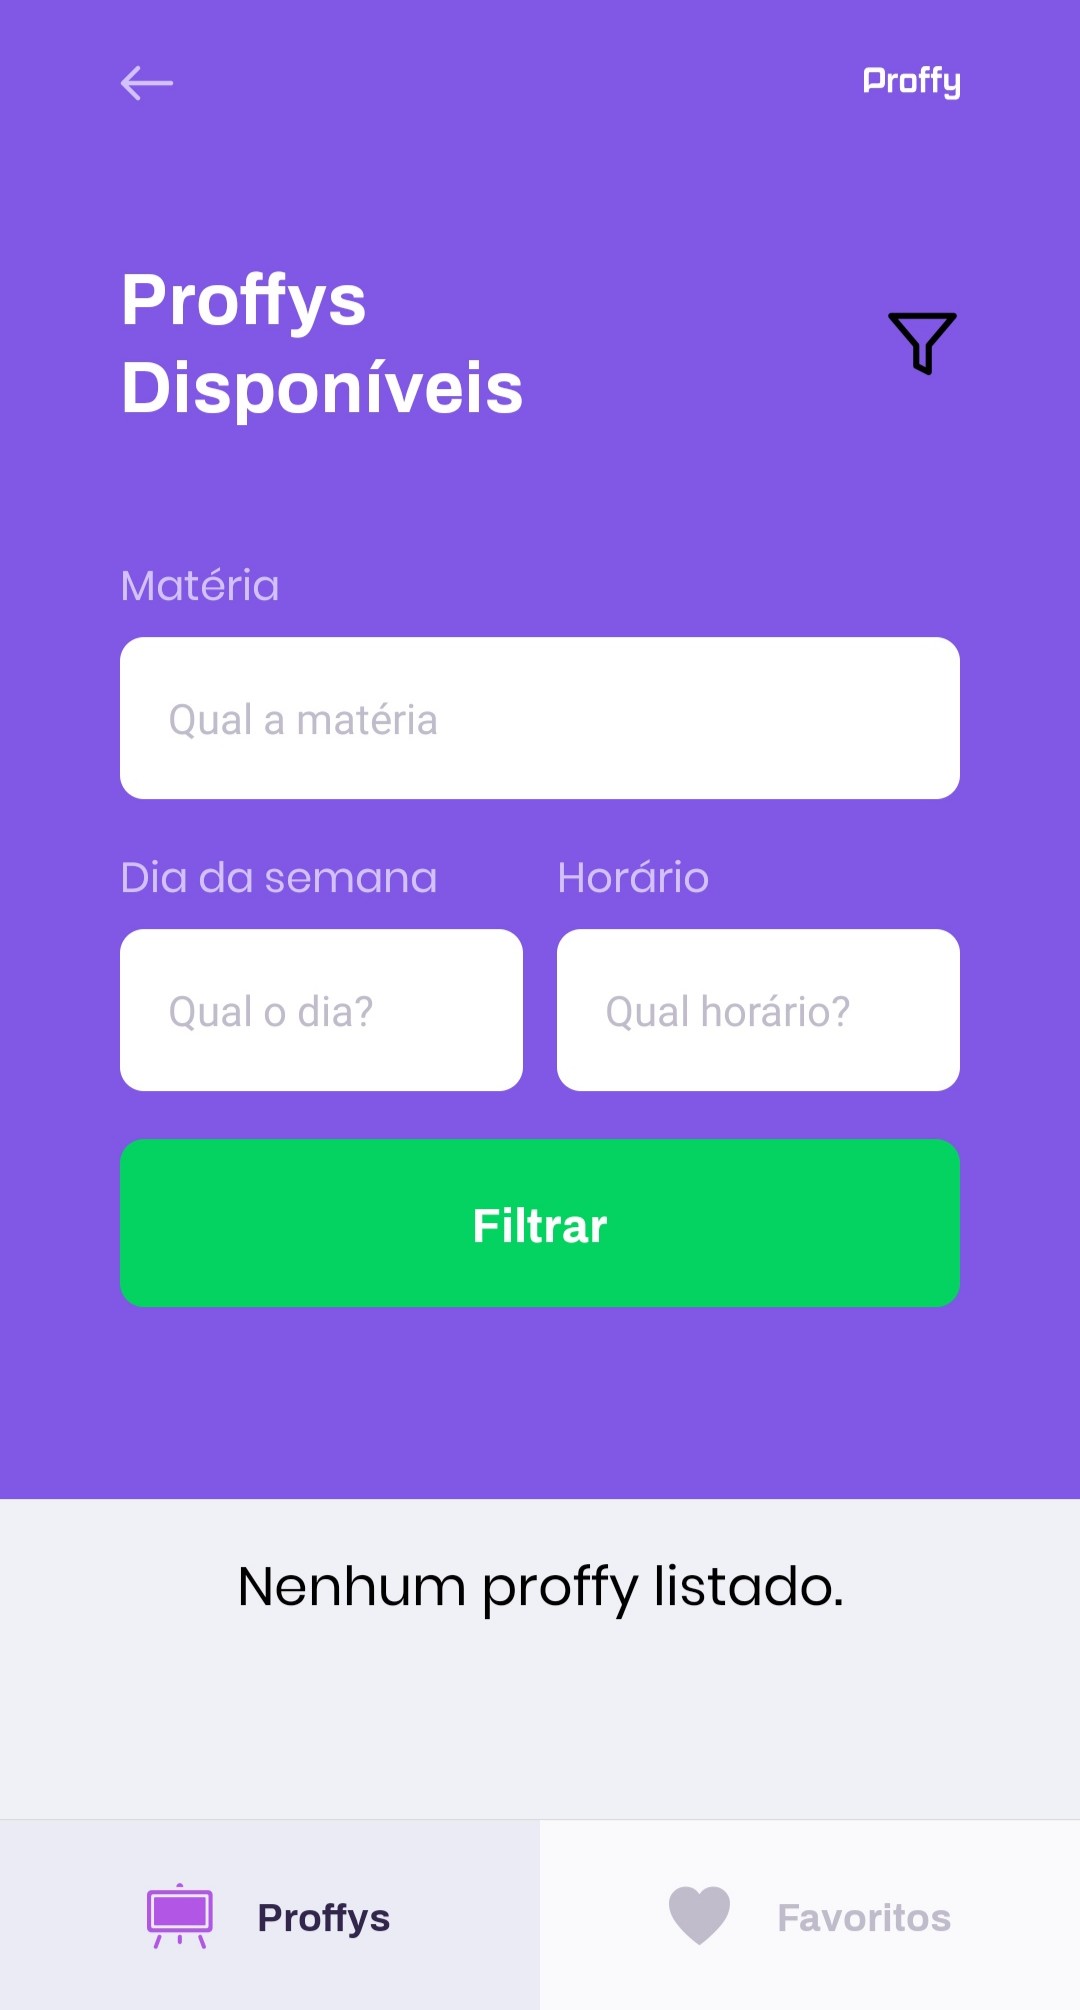 Proffy
Proffys
Disponíveis
Matéria
Qual a matéria
Dia da semana
Horário
Qual o dia?
Qual horário?
Filtrar
Nenhum proffy listado.
Proffys
Favoritos